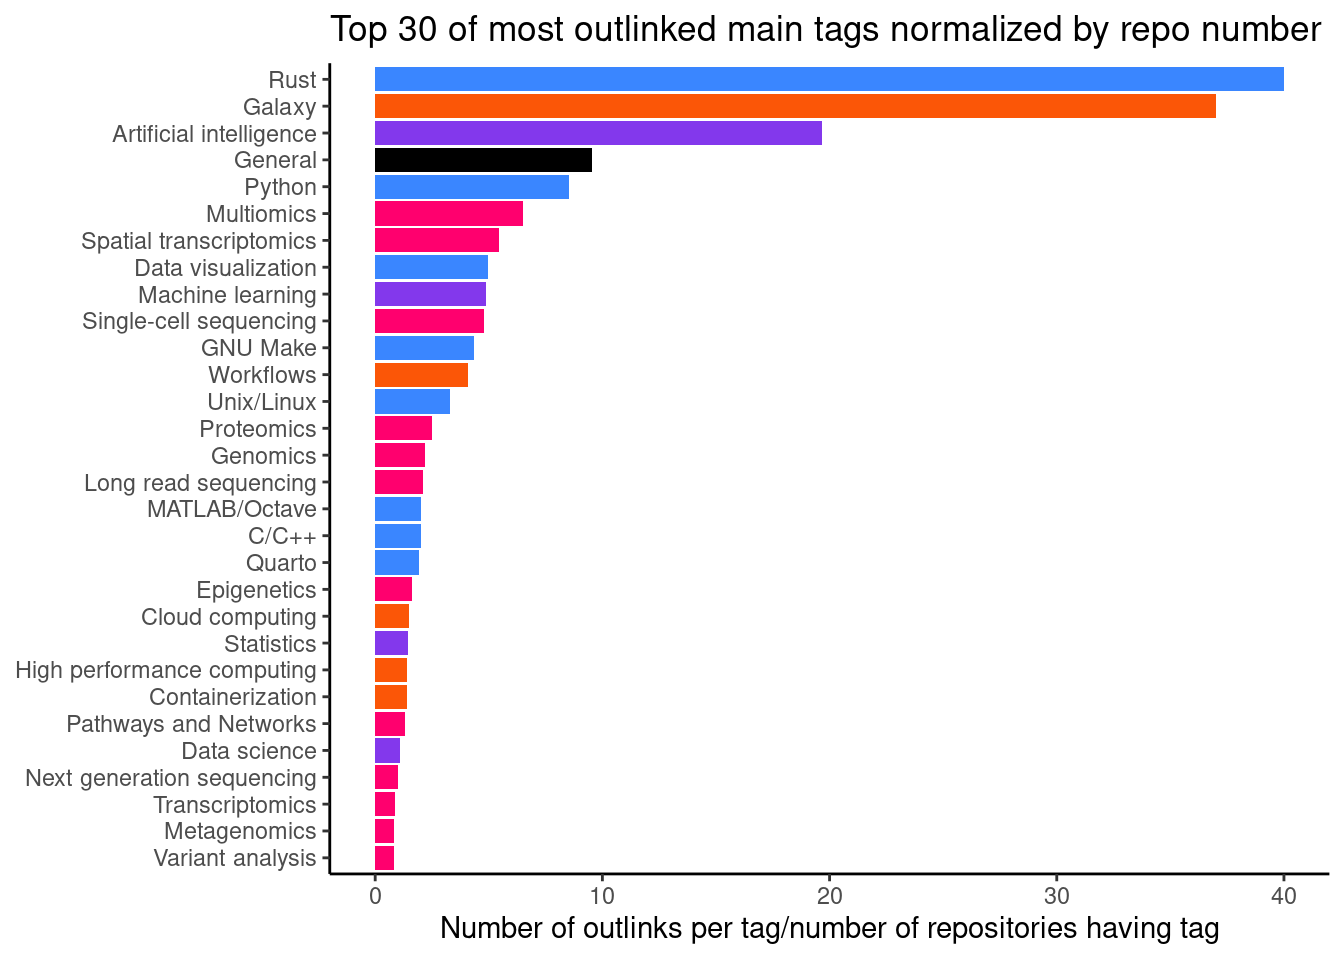 Top 30 of most outlinked main tags normalized by repo number
Rust
Galaxy
Artificial intelligence
General
Python
Multiomics
Spatial transcriptomics
Data visualization
Machine learning
Single-cell sequencing
GNU Make
Workflows
Unix/Linux
Proteomics
Genomics
Long read sequencing
MATLAB/Octave
C/C++
Quarto
Epigenetics
Cloud computing
Statistics
High performance computing
Containerization
Pathways and Networks
Data science
Next generation sequencing
Transcriptomics
Metagenomics
Variant analysis
0 10 20 30 40
Number of outlinks per tag/number of repositories having tag